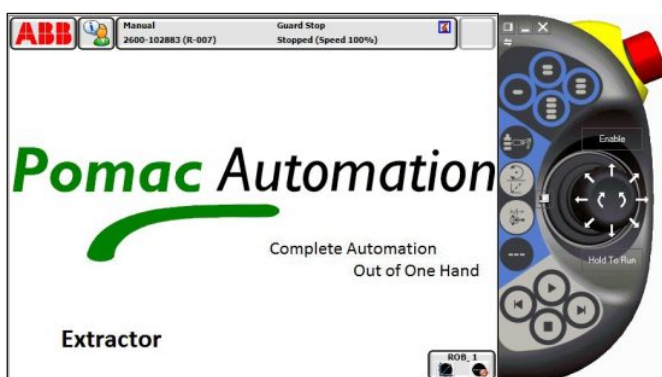 ABB
Manual
2600-102883 (R-007)
Guard Stop
Stopped (Speed 100%)
Pomac Automation
Complete Automation
Out of One Hand
Extractor
ROB_1
Enable
Hold To Run